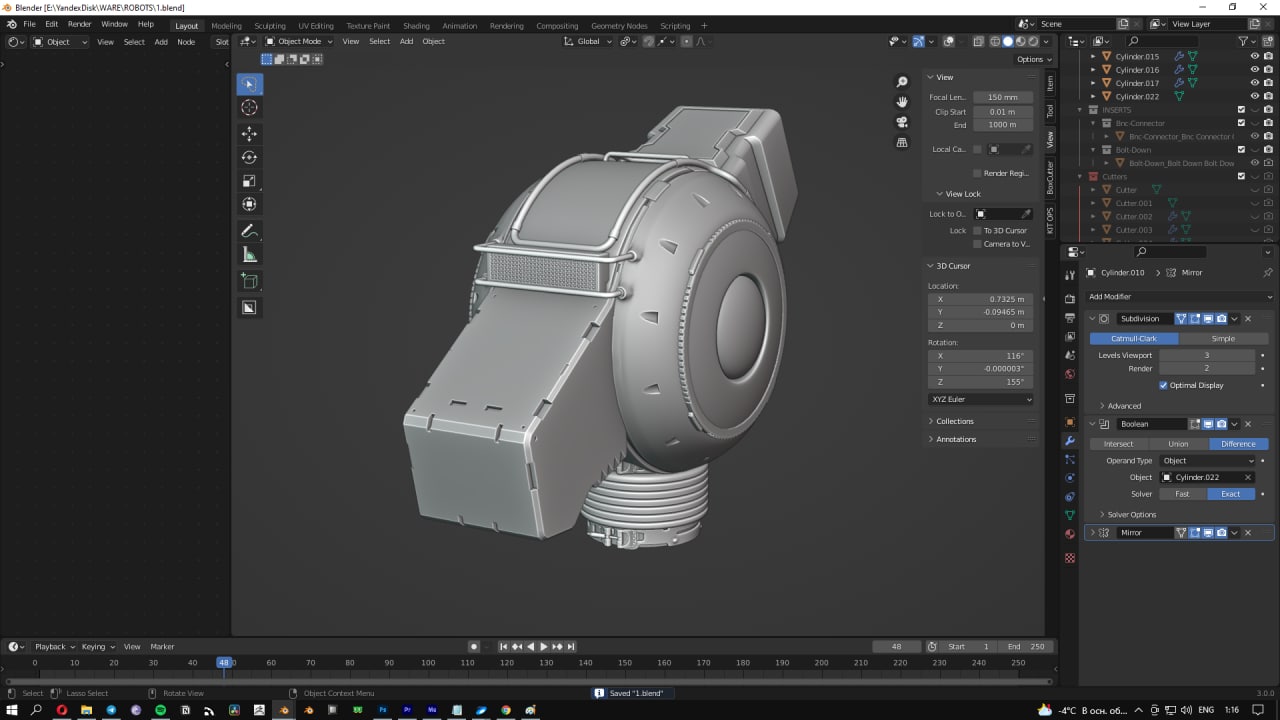 Blender [E:\YandexDisk\WARE\ROBOTS\1.blend]
File Edit Render Window Help Layout Modeling Sculpting UV Editing Texture Paint Shading Animation Rendering Compositing Geometry Nodes Scripting + Scene View Layer
Object View Select Add Node Slot Object Mode View Select Add Object Global
Options
View
Focal Len... 150 mm
Clip Start 0.01 m
End 1000 m
Local Ca...
Render Regi...
View Lock
Lock to O...
Lock To 3D Cursor
Camera to V...
3D Cursor
Location:
X 0.7325 m
Y -0.09465 m
Z 0 m
Rotation:
X 116°
Y -0.000003°
Z 155°
XYZ Euler
Collections
Annotations
Item
Tool
View
BoxCutter
KIT OPS
Cylinder.015
Cylinder.016
Cylinder.017
Cylinder.022
INSERTS
Bnc-Connector
Bnc-Connector_Bnc Connector
Bolt-Down
Bolt-Down_Bolt Down Bolt Dow
Cutters
Cutter
Cutter.001
Cutter.002
Cutter.003
Cylinder.010 > Mirror
Add Modifier
Subdivision
Catmull-Clark Simple
Levels Viewport 3
Render 2
Optimal Display
Advanced
Boolean
Intersect Union Difference
Operand Type Object
Object Cylinder.022
Solver Fast Exact
Solver Options
Mirror
Playback Keying View Marker 48 Start 1 End 250
0 10 20 30 40 48 60 70 80 90 100 110 120 130 140 150 160 170 180 190 200 210 220 230 240 250
Select Lasso Select Rotate View Object Context Menu Saved "1.blend" 3.0.0
-4°C В осн. об... ENG 1:16